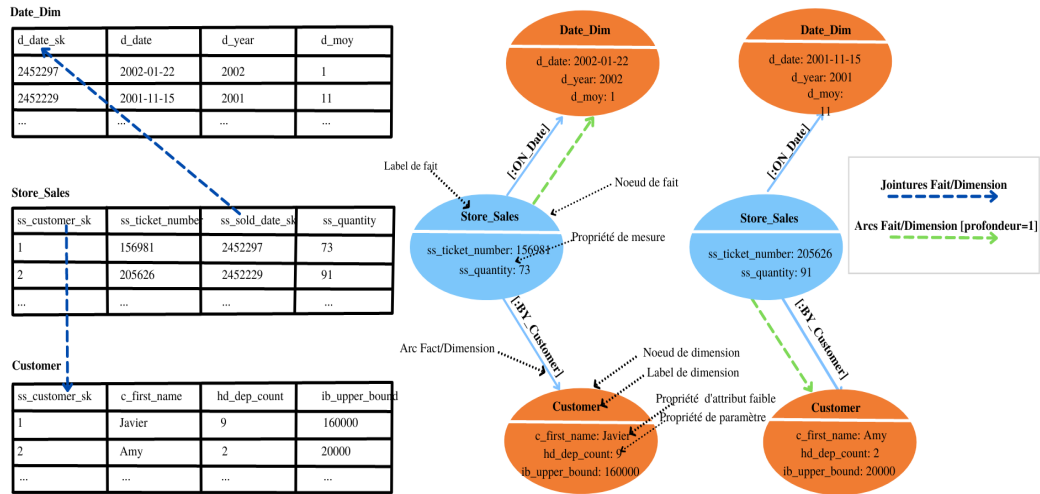 Date_Dim
d_date_sk d_date d_year d_moy
2452297 2002-01-22 2002 1
2452229 2001-11-15 2001 11
... ... ... ...
Store_Sales
ss_customer_sk ss_ticket_number ss_sold_date_sk ss_quantity
1 156981 2452297 73
2 205626 2452229 91
... ... ... ...
Customer
ss_customer_sk c_first_name hd_dep_count ib_upper_bound
1 Javier 9 160000
2 Amy 2 20000
... ... ... ...
Date_Dim
d_date: 2002-01-22
d_year: 2002
d_moy: 1
[:ON_Date]
Label de fait
Noeud de fait
Store_Sales
Propriété de mesure
ss_ticket_number: 156981
ss_quantity: 73
[:BY_Customer]
Arc Fact/Dimension
Noeud de dimension
Label de dimension
Customer
Propriété d'attribut faible
Propriété de paramètre
c_first_name: Javier
hd_dep_count: 9
ib_upper_bound: 160000
Date_Dim
d_date: 2001-11-15
d_year: 2001
d_moy:
11
[:ON_Date]
Store_Sales
ss_ticket_number: 205626
ss_quantity: 91
[:BY_Customer]
Customer
c_first_name: Amy
hd_dep_count: 2
ib_upper_bound: 20000
Jointures Fait/Dimension
Arcs Fait/Dimension [profondeur=1]